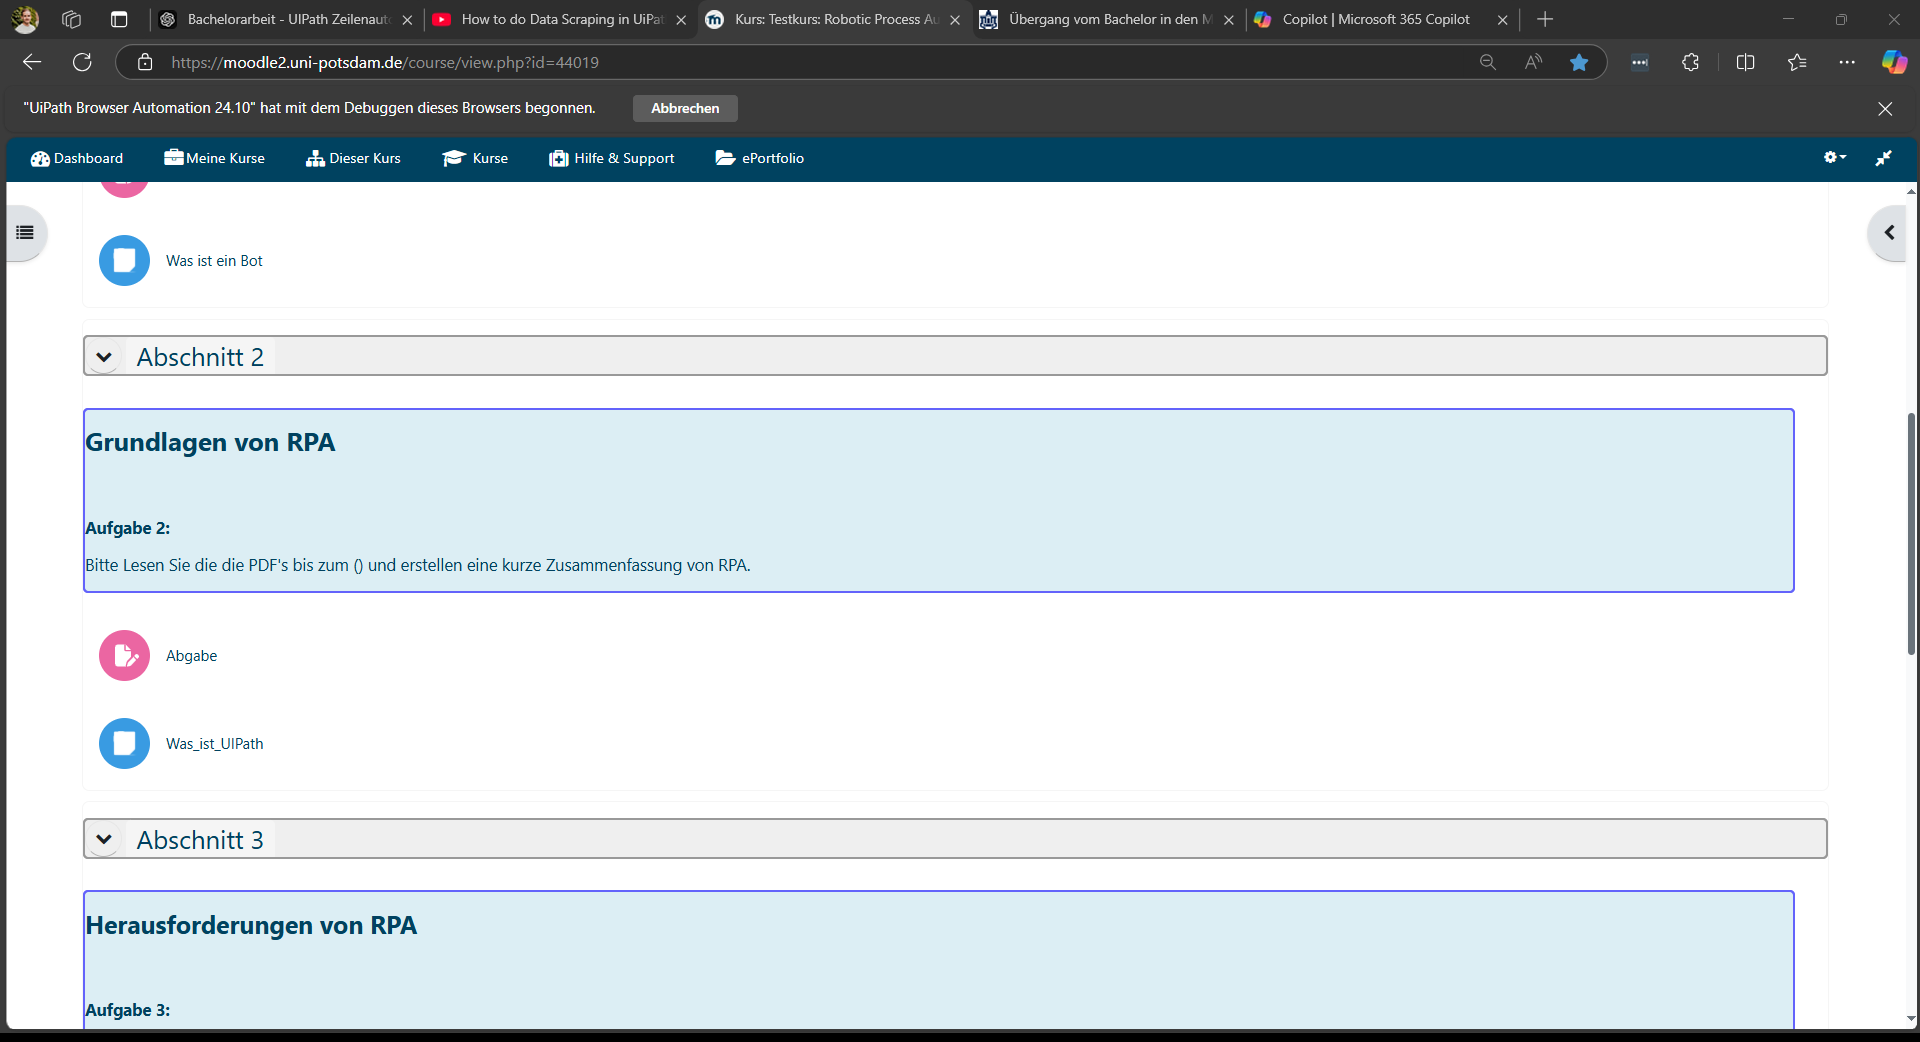 Bachelorarbeit - UIPath Zeilenaut
How to do Data Scraping in UiPat
Kurs: Testkurs: Robotic Process Au
Übergang vom Bachelor in den M
Copilot | Microsoft 365 Copilot
https://moodle2.uni-potsdam.de/course/view.php?id=44019
"UiPath Browser Automation 24.10" hat mit dem Debuggen dieses Browsers begonnen.
Abbrechen
Dashboard
Meine Kurse
Dieser Kurs
Kurse
Hilfe & Support
ePortfolio
Was ist ein Bot
Abschnitt 2
Grundlagen von RPA
Aufgabe 2:
Bitte Lesen Sie die die PDF's bis zum () und erstellen eine kurze Zusammenfassung von RPA.
Abgabe
Was_ist_UIPath
Abschnitt 3
Herausforderungen von RPA
Aufgabe 3: